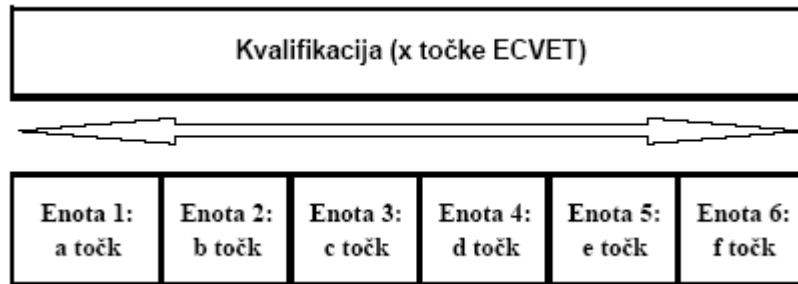 Kvalifikacija (x točke ECVET)
Enota 1:
a točk
Enota 2:
b točk
Enota 3:
c točk
Enota 4:
d točk
Enota 5:
e točk
Enota 6:
f točk